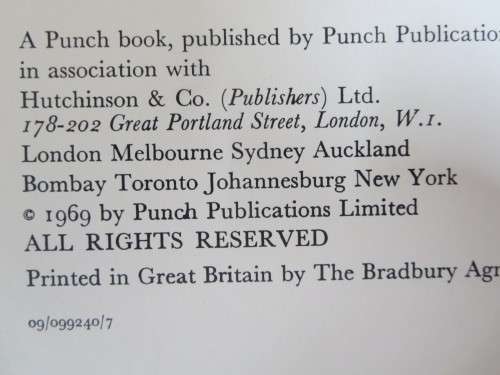 A Punch book, published by Punch
in association with
Hutchinson & Co. (Publishers) Ltd.
178-202 Great Portland Street, London, W.1.
London Melbourne Sydney Auckland
Bombay Toronto Johannesburg New York
© 1969 by Punch Publications Limited
ALL RIGHTS RESERVED
Printed in Great Britain by The Bradbury
09/099240/7